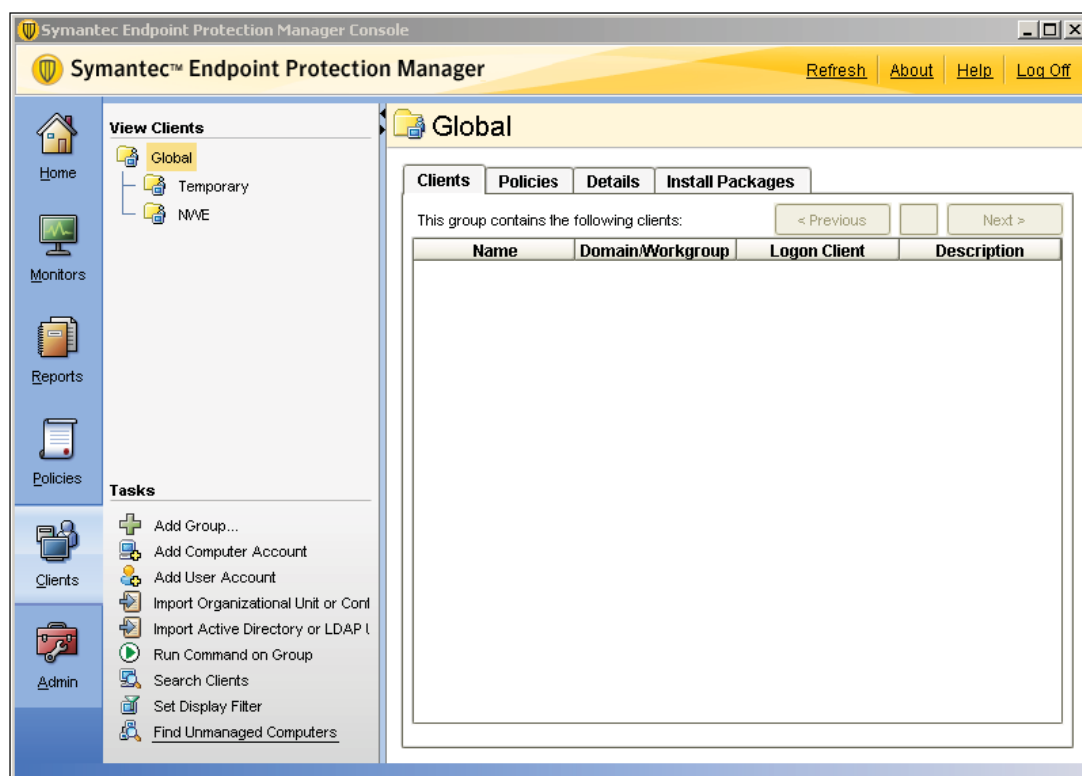 Symantec Endpoint Protection Manager Console
Symantec™ Endpoint Protection Manager
Refresh About Help Log Off
Home
Monitors
Reports
Policies
Clients
Admin
View Clients
Global
Temporary
NWE
Tasks
Add Group...
Add Computer Account
Add User Account
Import Organizational Unit or Cont
Import Active Directory or LDAP U
Run Command on Group
Search Clients
Set Display Filter
Find Unmanaged Computers
Global
Clients Policies Details Install Packages
This group contains the following clients: < Previous Next >
Name Domain/Workgroup Logon Client Description